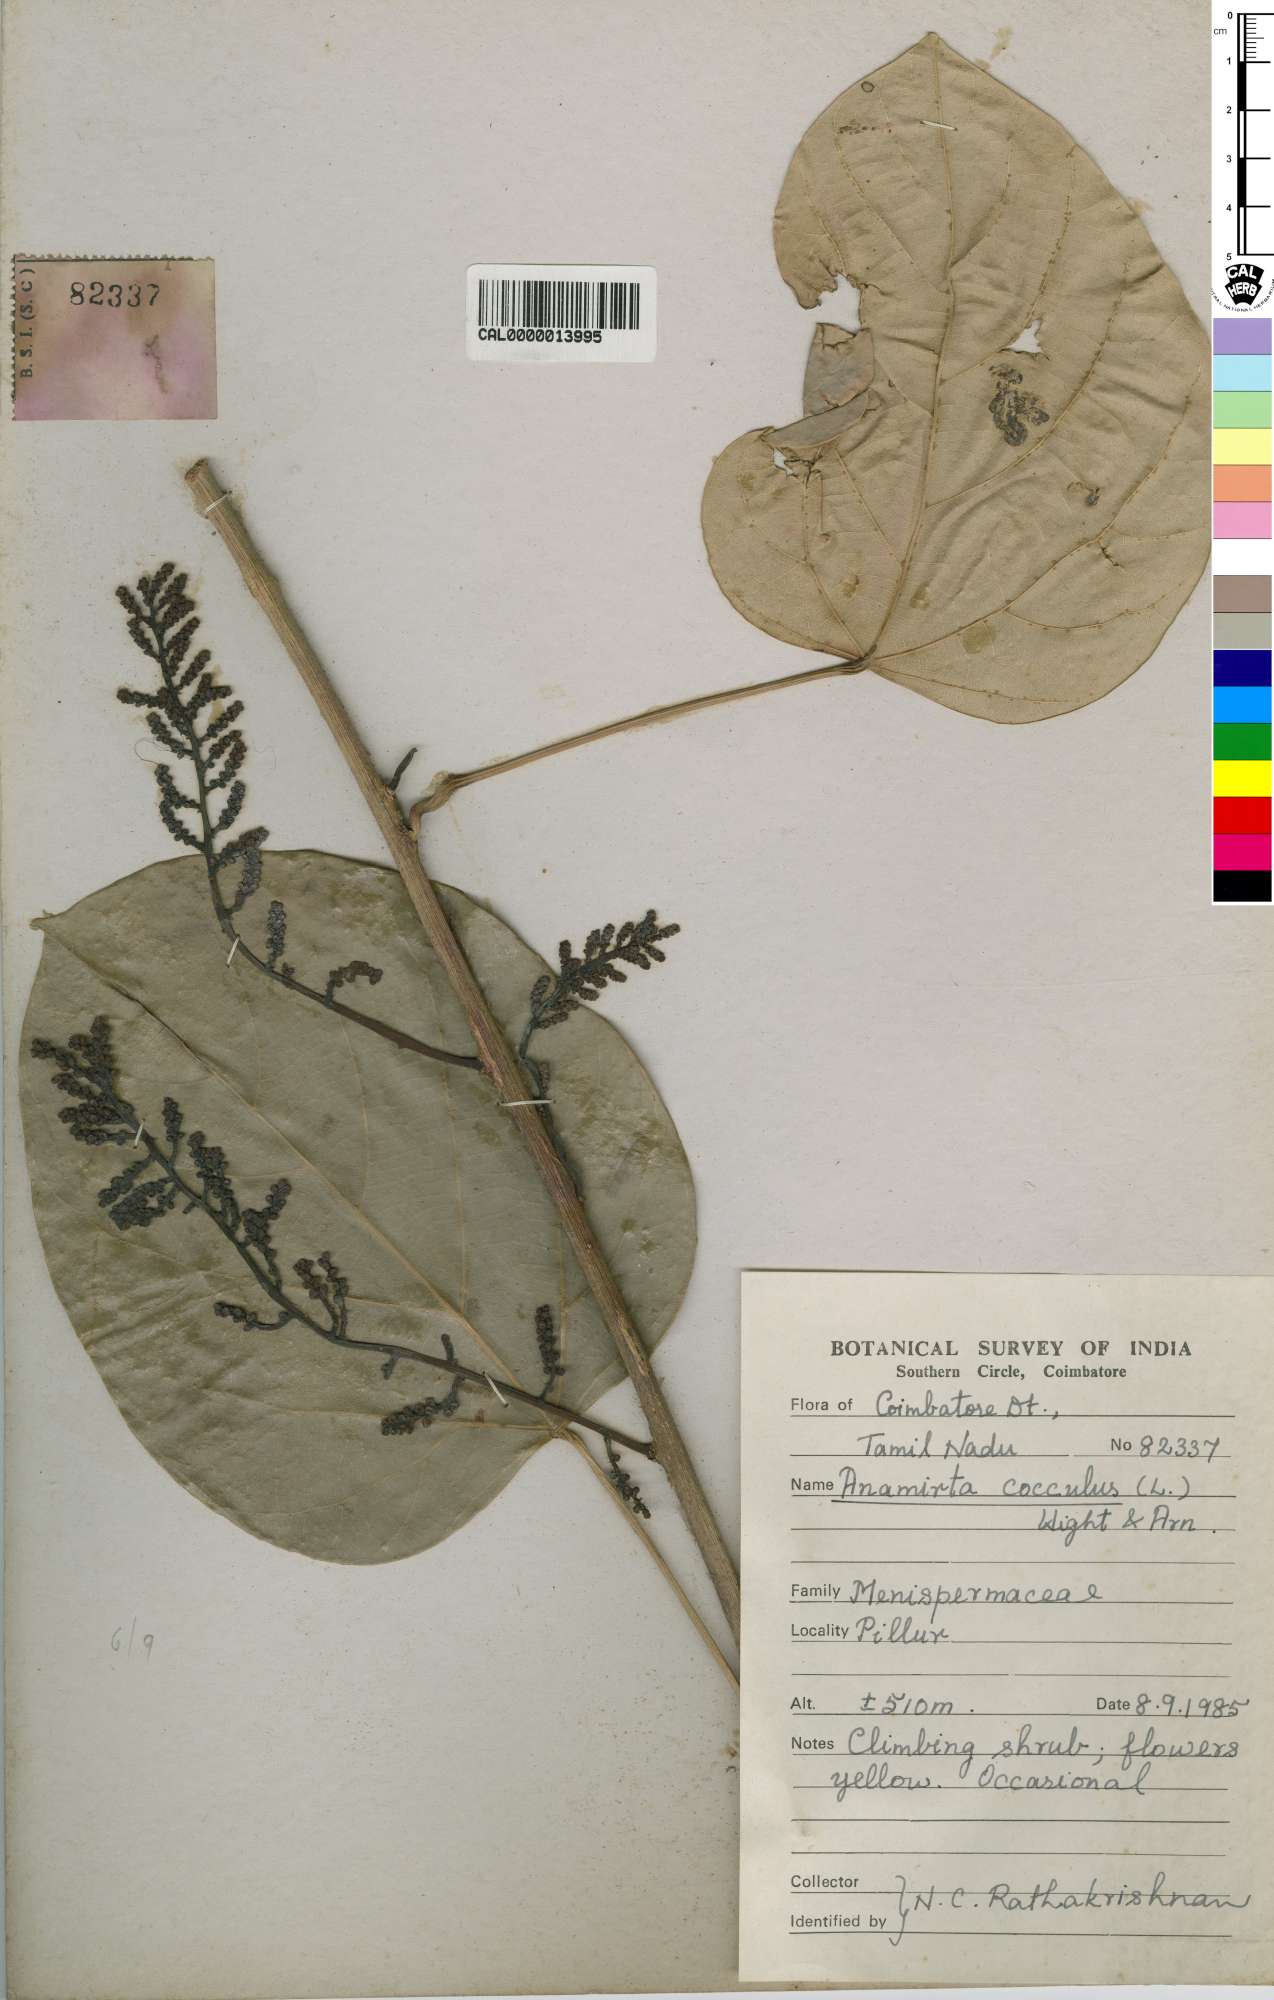 0
cm
1
2
3
4
5
CAL
HERB
B. S. I. (S. C)
82337
CAL0000013995
BOTANICAL SURVEY OF INDIA
Southern Circle, Coimbatore
Flora of Coimbatore Dt.,
Tamil Nadu No 82337
Name Anamirta cocculus (L.)
Wight & Arn.
Family Menispermaceae
Locality Pillur
Alt. ± 510m. Date 8.9.1985
Notes Climbing shrub; flowers
yellow. Occasional
Collector
Identified by } N. C. Rathakrishnan
6/9